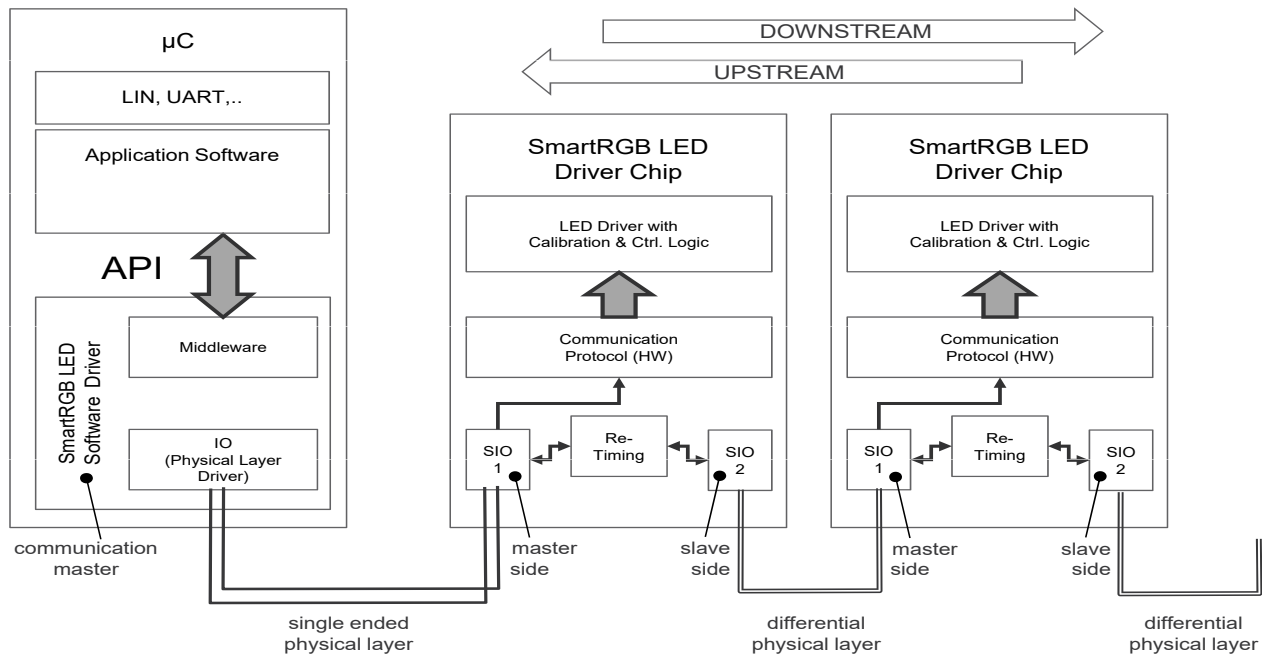 DOWNSTREAM
UPSTREAM
µC
LIN, UART,..
Application Software
API
SmartRGB LED
Software Driver
Middleware
IO
(Physical Layer
Driver)
communication
master
single ended
physical layer
SmartRGB LED
Driver Chip
LED Driver with
Calibration & Ctrl. Logic
Communication
Protocol (HW)
SIO
1
Re-
Timing
SIO
2
master
side
slave
side
differential
physical layer
SmartRGB LED
Driver Chip
LED Driver with
Calibration & Ctrl. Logic
Communication
Protocol (HW)
SIO
1
Re-
Timing
SIO
2
master
side
slave
side
differential
physical layer